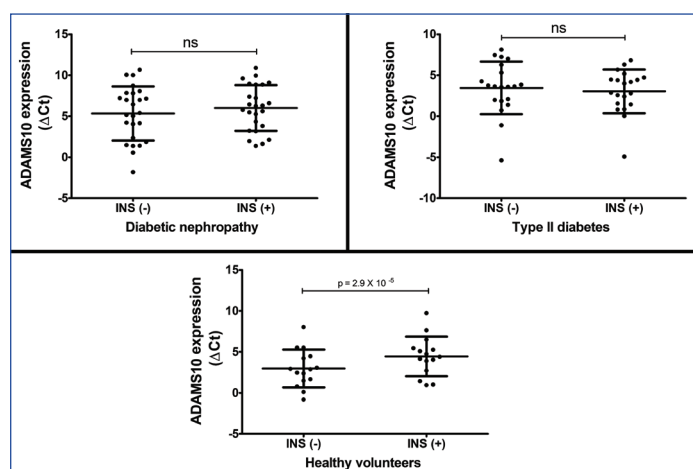 ns
15
10
5
0
-5
ADAMS10 expression
(ΔCt)
INS (-)
INS (+)
Diabetic nephropathy
ns
10
5
0
-5
-10
ADAMS10 expression
(ΔCt)
INS (-)
INS (+)
Type II diabetes
p = 2.9 X 10 -5
15
10
5
0
-5
ADAMS10 expression
(ΔCt)
INS (-)
INS (+)
Healthy volunteers